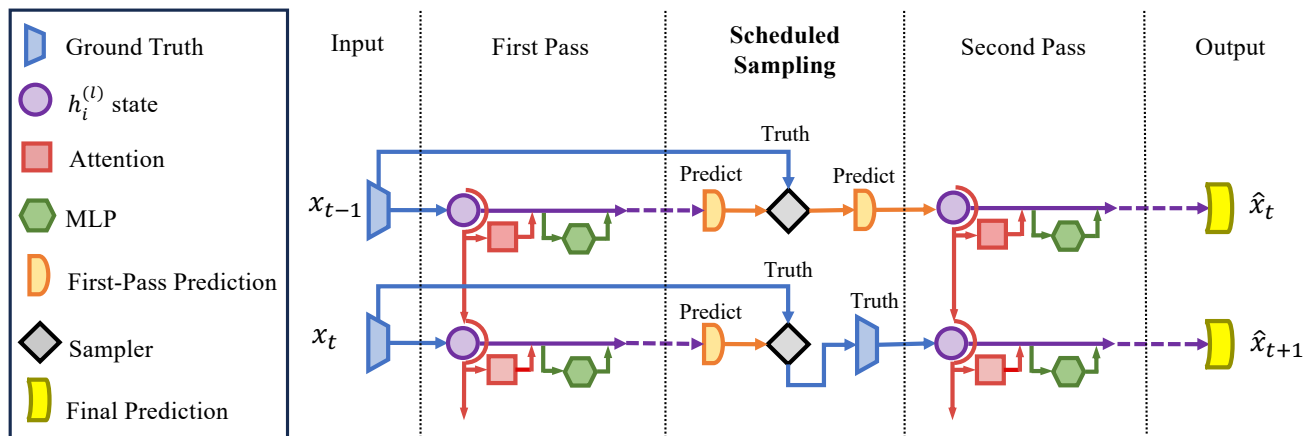 Ground Truth
h_i^{(l)} state
Attention
MLP
First-Pass Prediction
Sampler
Final Prediction
Input
First Pass
Scheduled
Sampling
Second Pass
Output
Truth
Predict
Predict
x_{t−1}
x̂_t
Truth
Truth
Predict
x_t
x̂_{t+1}